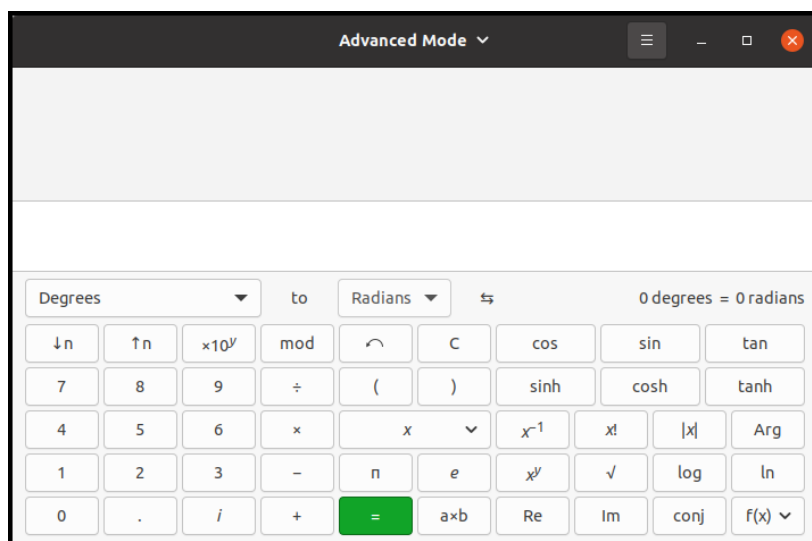 Advanced Mode
Degrees to Radians 0 degrees = 0 radians
↓n ↑n ×10ʸ mod C cos sin tan
7 8 9 ÷ ( ) sinh cosh tanh
4 5 6 × x x⁻¹ x! |x| Arg
1 2 3 − π e xʸ √ log ln
0 . i + = a×b Re Im conj f(x)